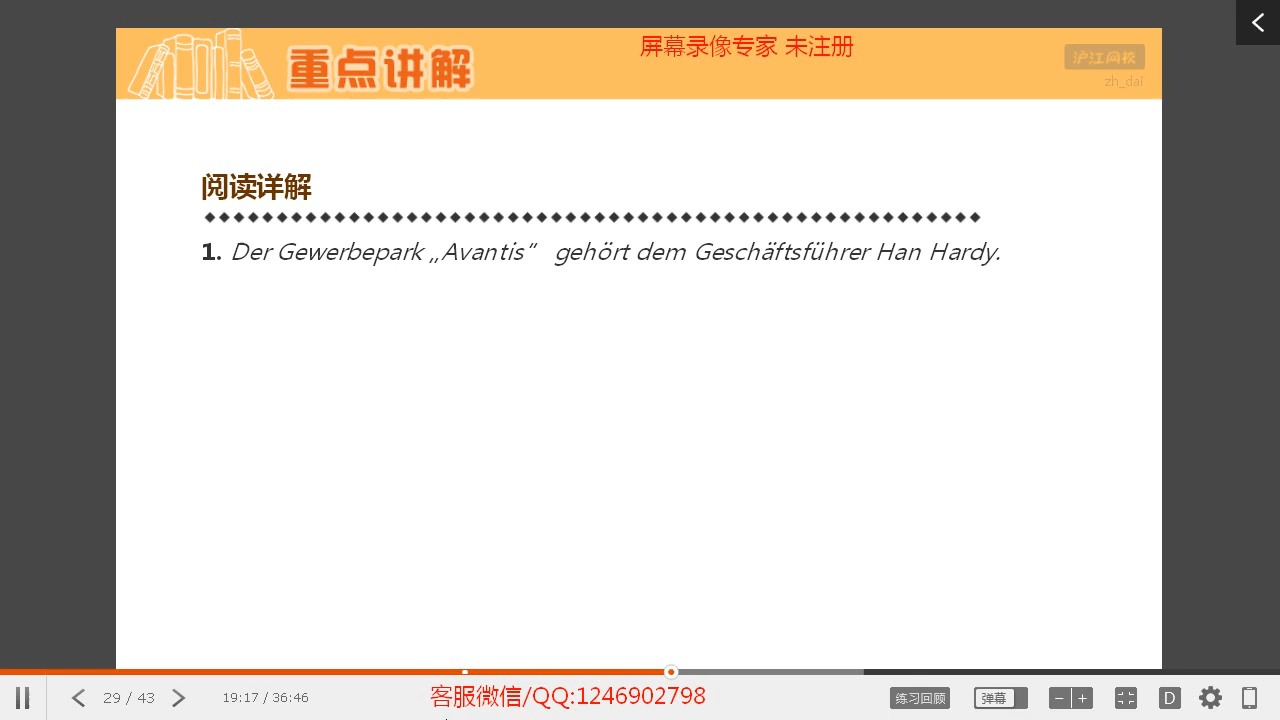 屏幕录像专家 未注册
重点讲解
沪江网校
zh_dai
阅读详解
1. Der Gewerbepark „Avantis“ gehört dem Geschäftsführer Han Hardy.
29 / 43
19:17 / 36:46
客服微信/QQ:1246902798
练习回顾
弹幕
− +
D